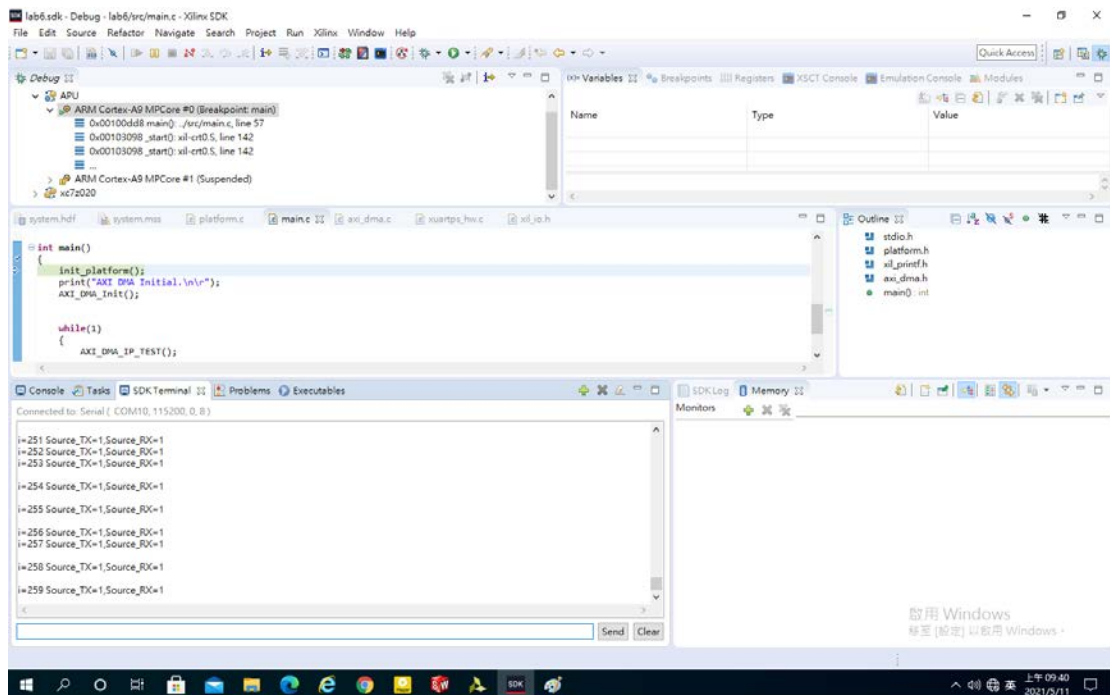 lab6.sdk - Debug - lab6/src/main.c - Xilinx SDK
File Edit Source Refactor Navigate Search Project Run Xilinx Window Help
Quick Access
Debug
APU
ARM Cortex-A9 MPCore #0 (Breakpoint: main)
0x00100dd8 main(): ../src/main.c, line 57
0x00103098 _start(): xil-crt0.S, line 142
0x00103098 _start(): xil-crt0.S, line 142
...
ARM Cortex-A9 MPCore #1 (Suspended)
xc7z020
(x)= Variables Breakpoints Registers XSCT Console Emulation Console Modules
Name Type Value
system.hdf system.mss platform.c main.c axi_dma.c xuartps_hw.c xil_io.h
int main()
{
init_platform();
print("AXI DMA Initial.\n\r");
AXI_DMA_Init();
while(1)
{
AXI_DMA_IP_TEST();
Outline
stdio.h
platform.h
xil_printf.h
axi_dma.h
main() : int
Console Tasks SDK Terminal Problems Executables
Connected to: Serial ( COM10, 115200, 0, 8 )
i=251 Source_TX=1,Source_RX=1
i=252 Source_TX=1,Source_RX=1
i=253 Source_TX=1,Source_RX=1
i=254 Source_TX=1,Source_RX=1
i=255 Source_TX=1,Source_RX=1
i=256 Source_TX=1,Source_RX=1
i=257 Source_TX=1,Source_RX=1
i=258 Source_TX=1,Source_RX=1
i=259 Source_TX=1,Source_RX=1
Send Clear
SDK Log Memory
Monitors
啟用 Windows
移至 [設定] 以啟用 Windows。
SDK
英
上午 09:40
2021/5/11